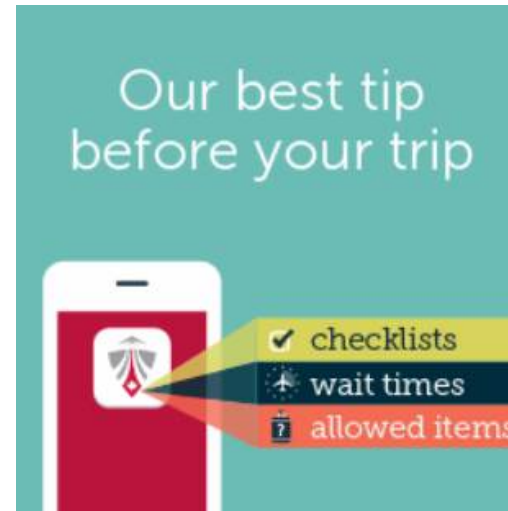 Our best tip
before your trip
checklists
wait times
? allowed items